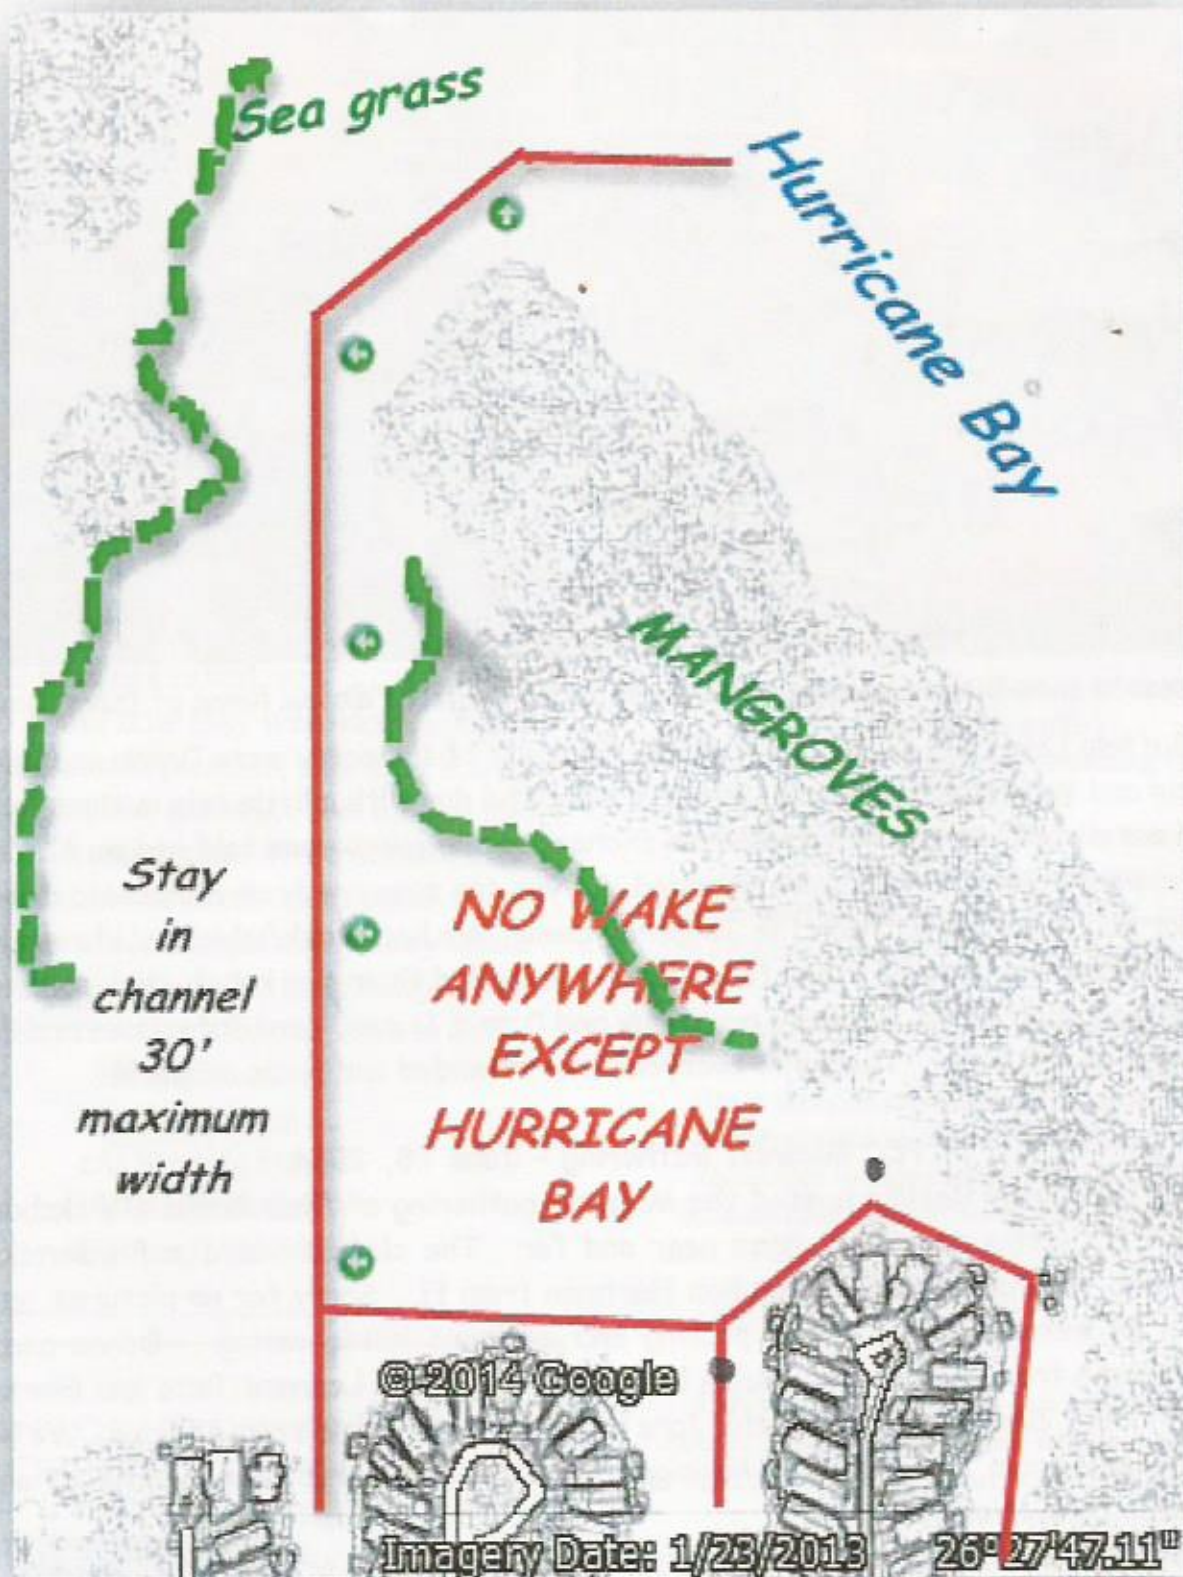 Sea grass
Hurricane Bay
MANGROVES
Stay
in
channel
30'
maximum
width
NO WAKE
ANYWHERE
EXCEPT
HURRICANE
BAY
© 2014 Google
Imagery Date: 1/23/2013 26°27'47.11"